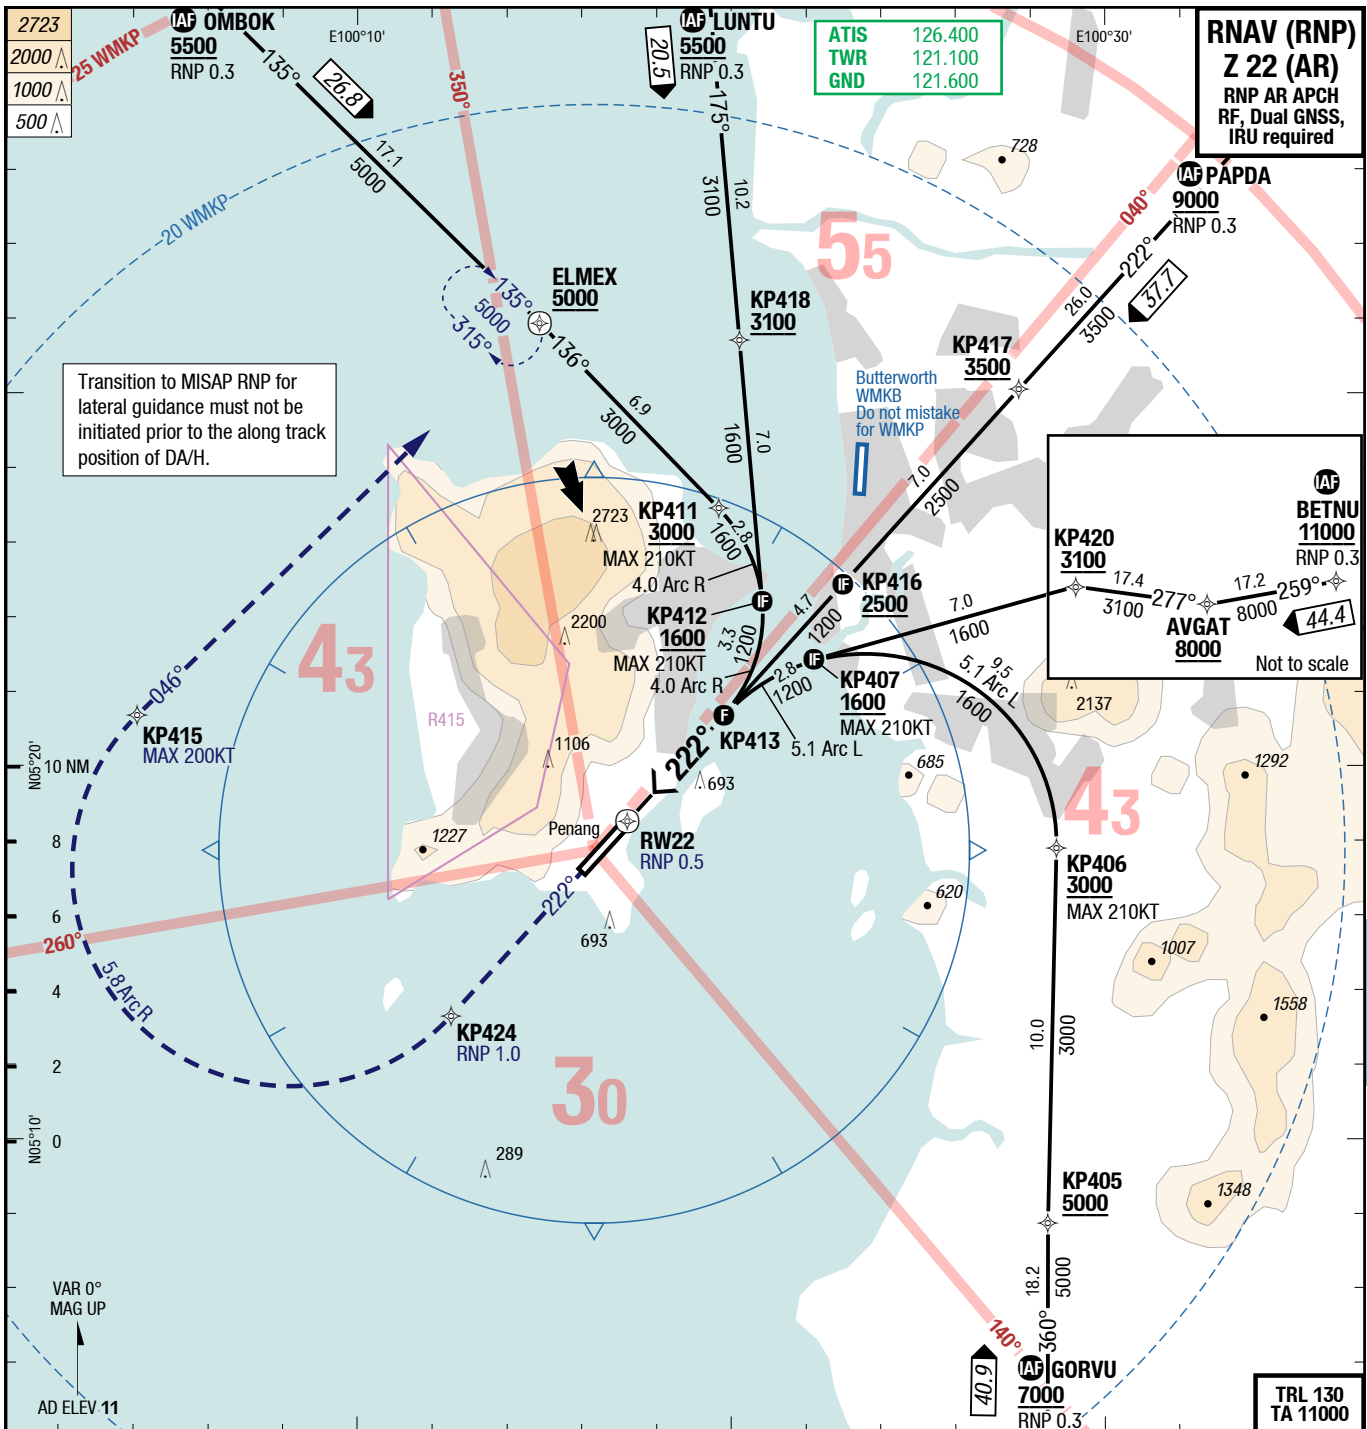 2723
2000
1000
500
IAF OMBOK
5500
RNP 0.3
25 WMKP
E100°10'
IAF LUNTU
5500
RNP 0.3
20.5
ATIS 126.400
TWR 121.100
GND 121.600
E100°30'
RNAV (RNP)
Z 22 (AR)
RNP AR APCH
RF, Dual GNSS,
IRU required
135°
26.8
350°
175°
17.1
5000
10.2
3100
728
IAF PAPDA
9000
RNP 0.3
040°
222°
37.7
26.0
3500
20 WMKP
55
ELMEX
5000
135°
5000
315°
136°
6.9
3000
KP418
3100
7.0
1600
KP417
3500
7.0
2500
Butterworth
WMKB
Do not mistake
for WMKP
Transition to MISAP RNP for
lateral guidance must not be
initiated prior to the along track
position of DA/H.
IAF
BETNU
11000
RNP 0.3
KP420
3100
17.4
3100
277°
17.2
8000
259°
44.4
AVGAT
8000
Not to scale
2723
KP411
3000
MAX 210KT
2.8
1600
4.0 Arc R
IF
KP412
1600
MAX 210KT
3.3
1200
4.0 Arc R
IF KP416
2500
4.7
1200
7.0
1600
IF
KP407
1600
MAX 210KT
2.8
1200
5.1 Arc L
9.5
5.1 Arc L
1600
2200
43
R415
1106
046°
KP415
MAX 200KT
F
KP413
222°
693
685
2137
1292
43
N05°20'
10 NM
8
6
4
2
0
N05°10'
1227
Penang
RW22
RNP 0.5
KP406
3000
MAX 210KT
620
693
222°
260°
5.8 Arc R
1007
1558
KP424
RNP 1.0
30
10.0
3000
289
KP405
5000
1348
18.2
5000
360°
140°
40.9
IAF GORVU
7000
RNP 0.3
VAR 0°
MAG UP
AD ELEV 11
TRL 130
TA 11000